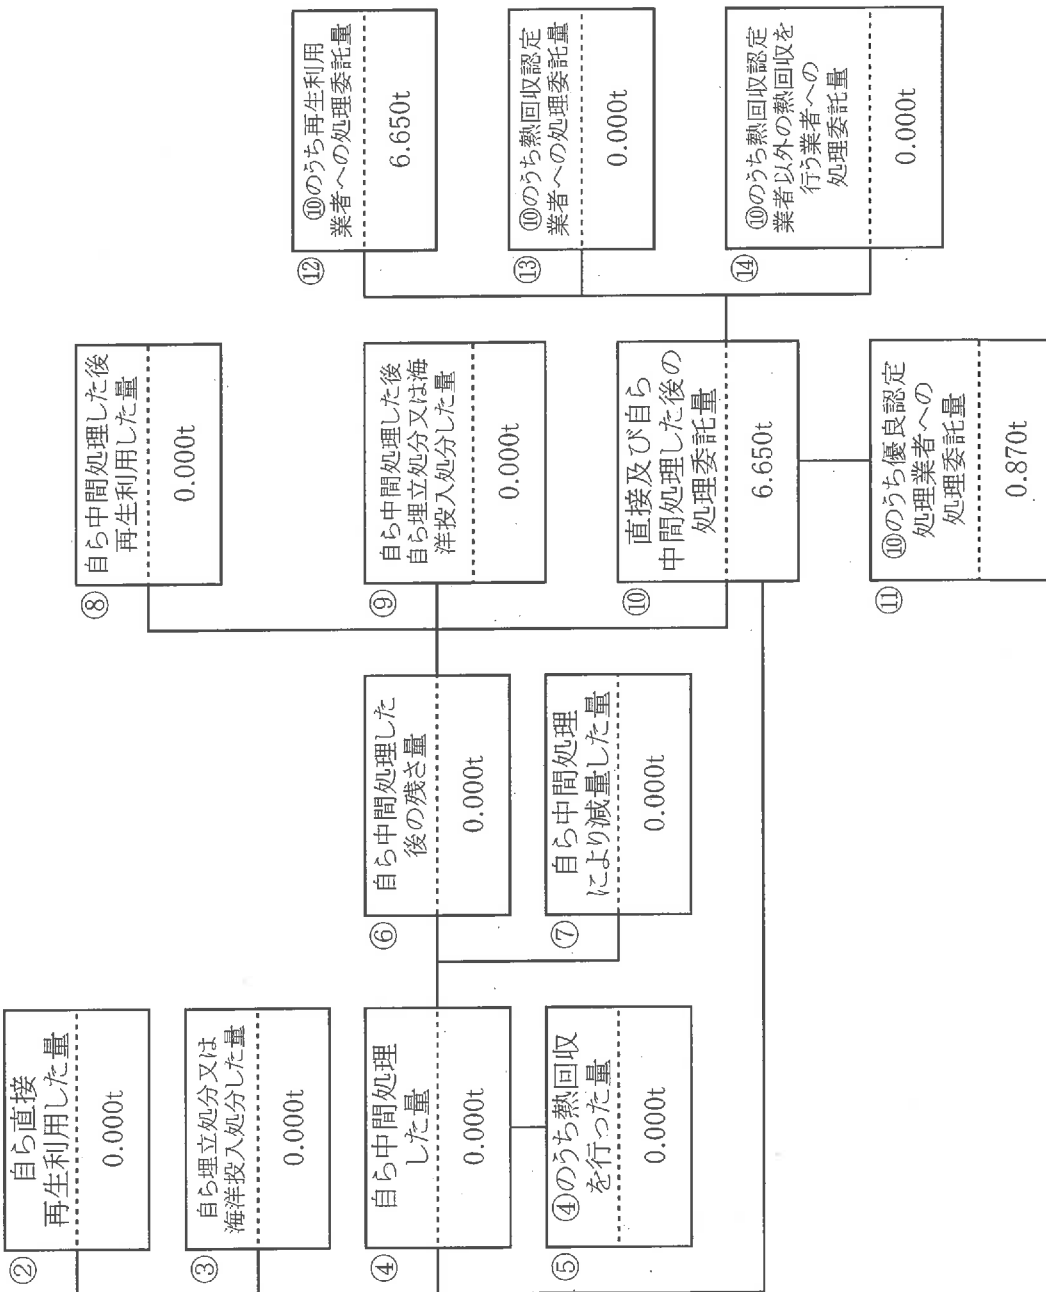 ②
自ら直接
再生利用した量
0.000t
③
自ら埋立処分又は
海洋投入処分した量
0.000t
④
自ら中間処理
した量
0.000t
⑤
④のうち熱回収
を行った量
0.000t
⑥
自ら中間処理した
後の残さ量
0.000t
⑦
自ら中間処理
により減量した量
0.000t
⑧
自ら中間処理した後
再生利用した量
0.000t
⑨
自ら中間処理した後
自ら埋立処分又は海
洋投入処分した量
0.000t
⑩
直接及び自ら
中間処理した後の
処理委託量
6.650t
⑪
⑩のうち優良認定
処理業者への
処理委託量
0.870t
⑫
⑩のうち再生利用
業者への処理委託量
6.650t
⑬
⑩のうち熱回収認定
業者への処理委託量
0.000t
⑭
⑩のうち熱回収認定
業者以外の熱回収を
行う業者への
処理委託量
0.000t